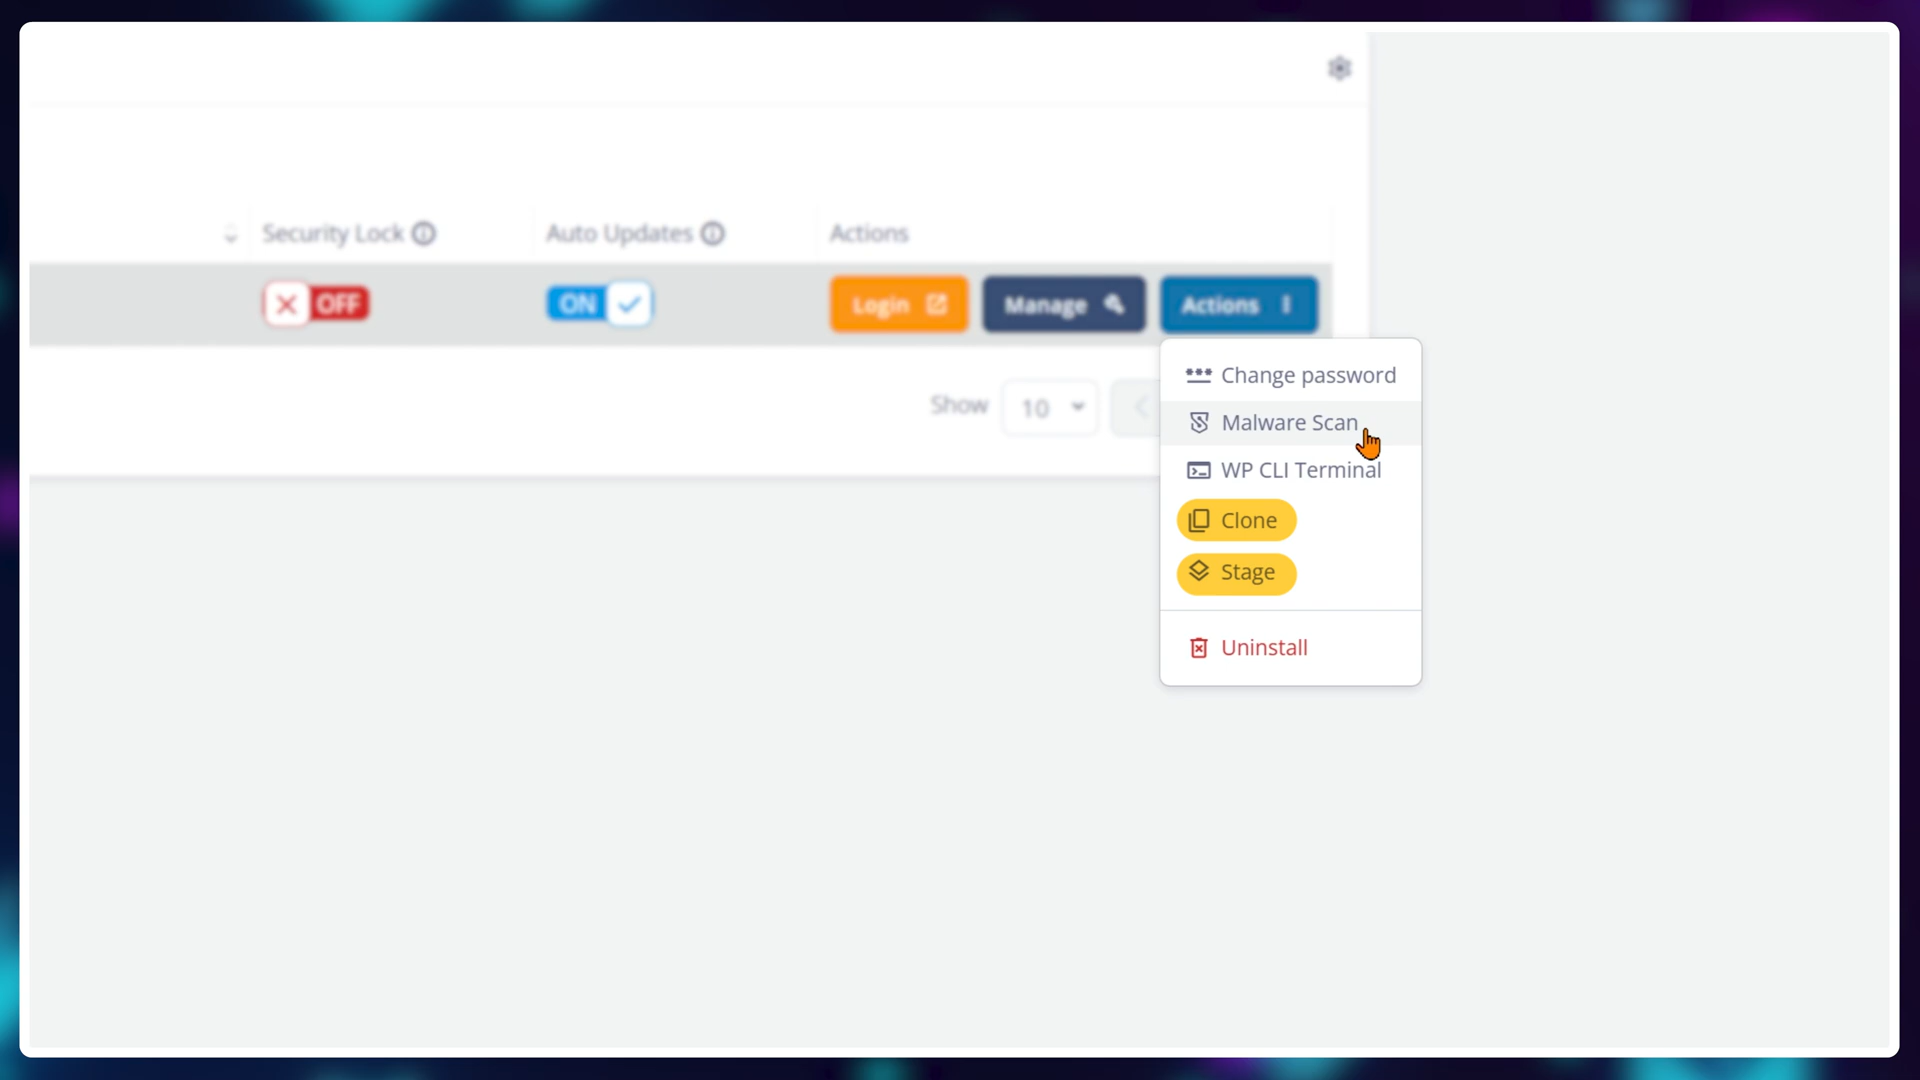 Security Lock Auto Updates Actions
OFF ON Login Manage Actions
Change password
Show 10
Malware Scan
WP CLI Terminal
Clone
Stage
Uninstall